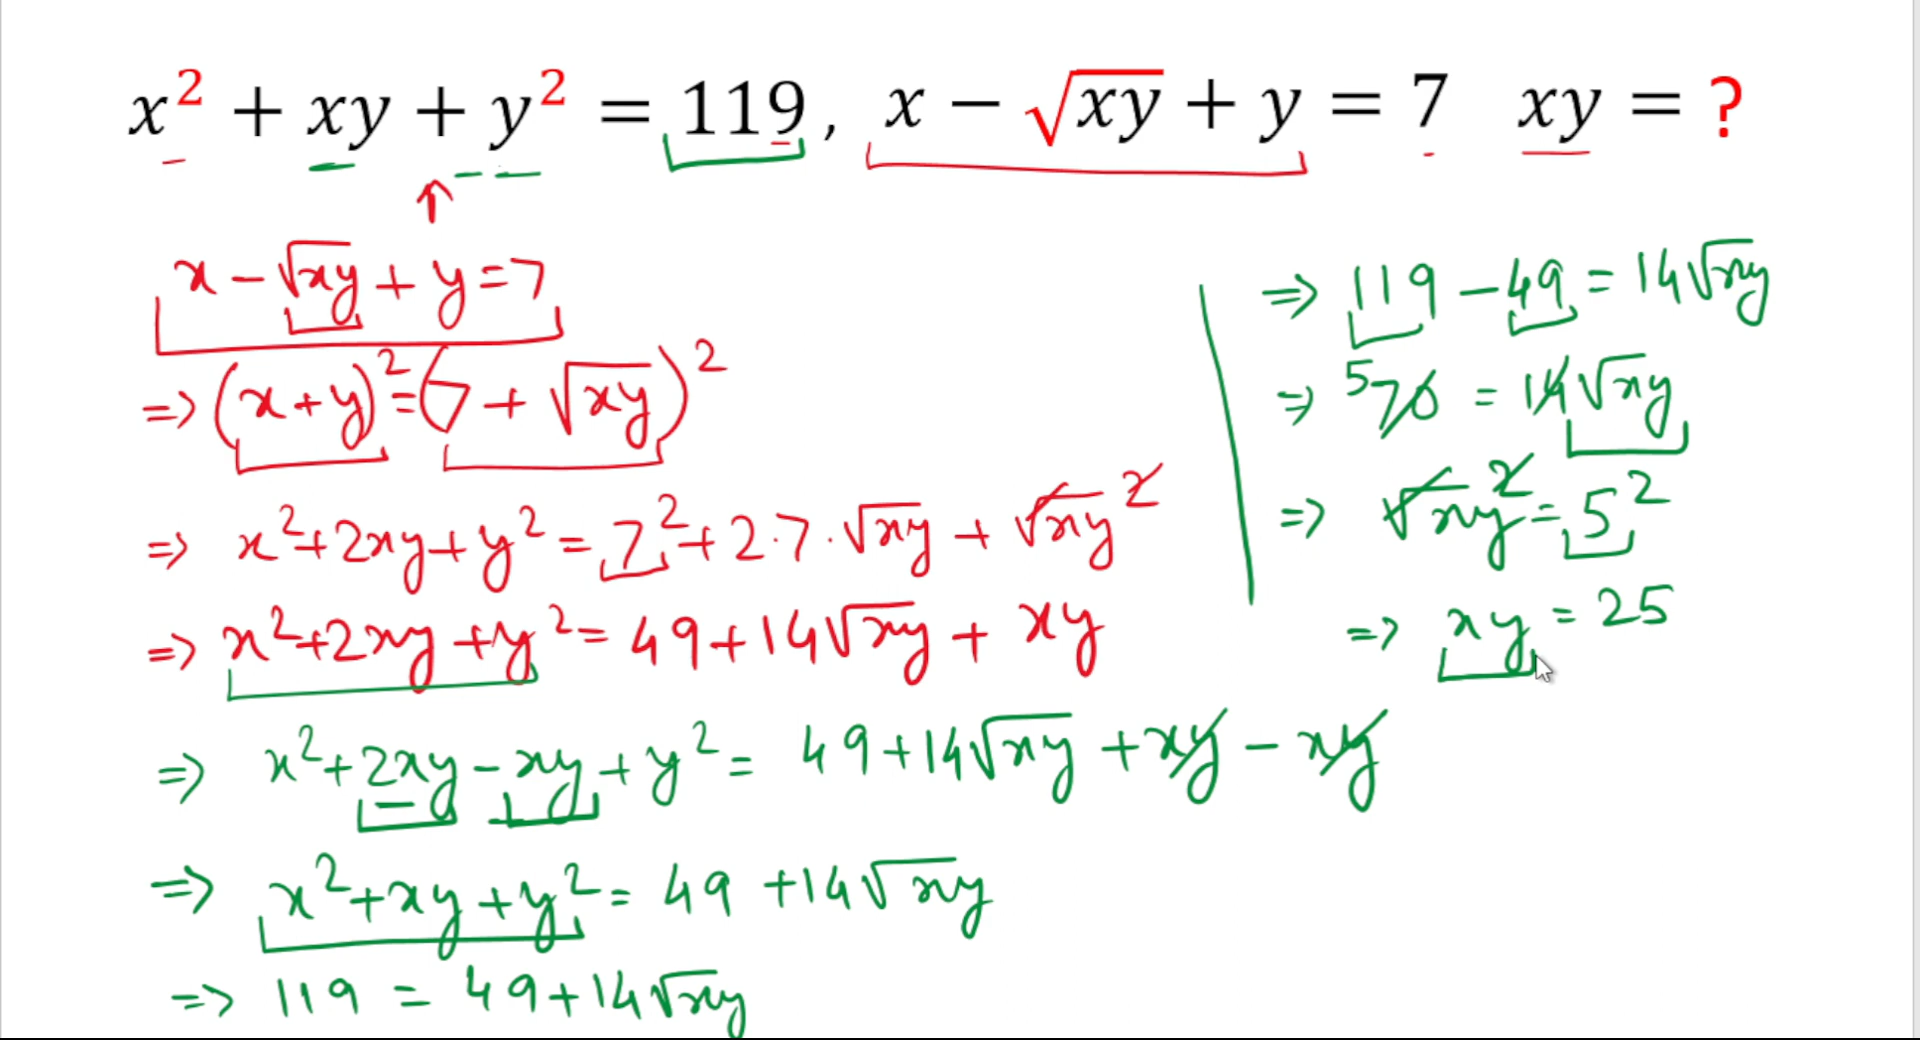 x² + xy + y² = 119, x − √xy + y = 7 xy = ?
x − √xy + y = 7
⇒ (x + y)² = (7 + √xy)²
⇒ x² + 2xy + y² = 7² + 2·7·√xy + √xy²
⇒ x² + 2xy + y² = 49 + 14√xy + xy
⇒ x² + 2xy − xy + y² = 49 + 14√xy + xy − xy
⇒ x² + xy + y² = 49 + 14√xy
⇒ 119 = 49 + 14√xy
⇒ 119 − 49 = 14√xy
⇒ 5 70 = 14√xy
⇒ √xy² = 5²
⇒ xy = 25